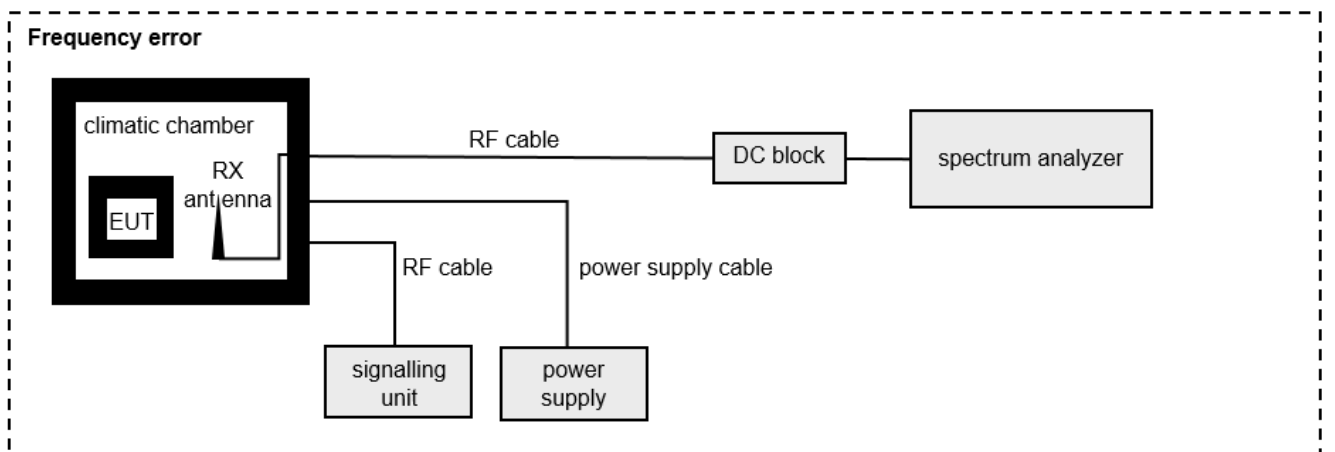 Frequency error
climatic chamber
RX
antenna
EUT
RF cable
DC block
spectrum analyzer
RF cable
power supply cable
signalling
unit
power
supply